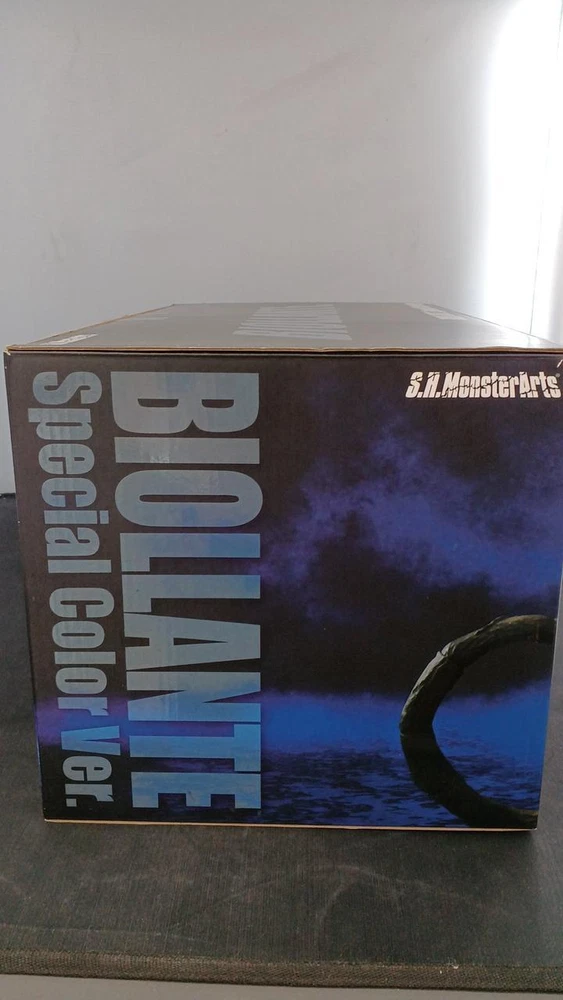 S.H.MonsterArts
BIOLLANTE
Special Color Ver.